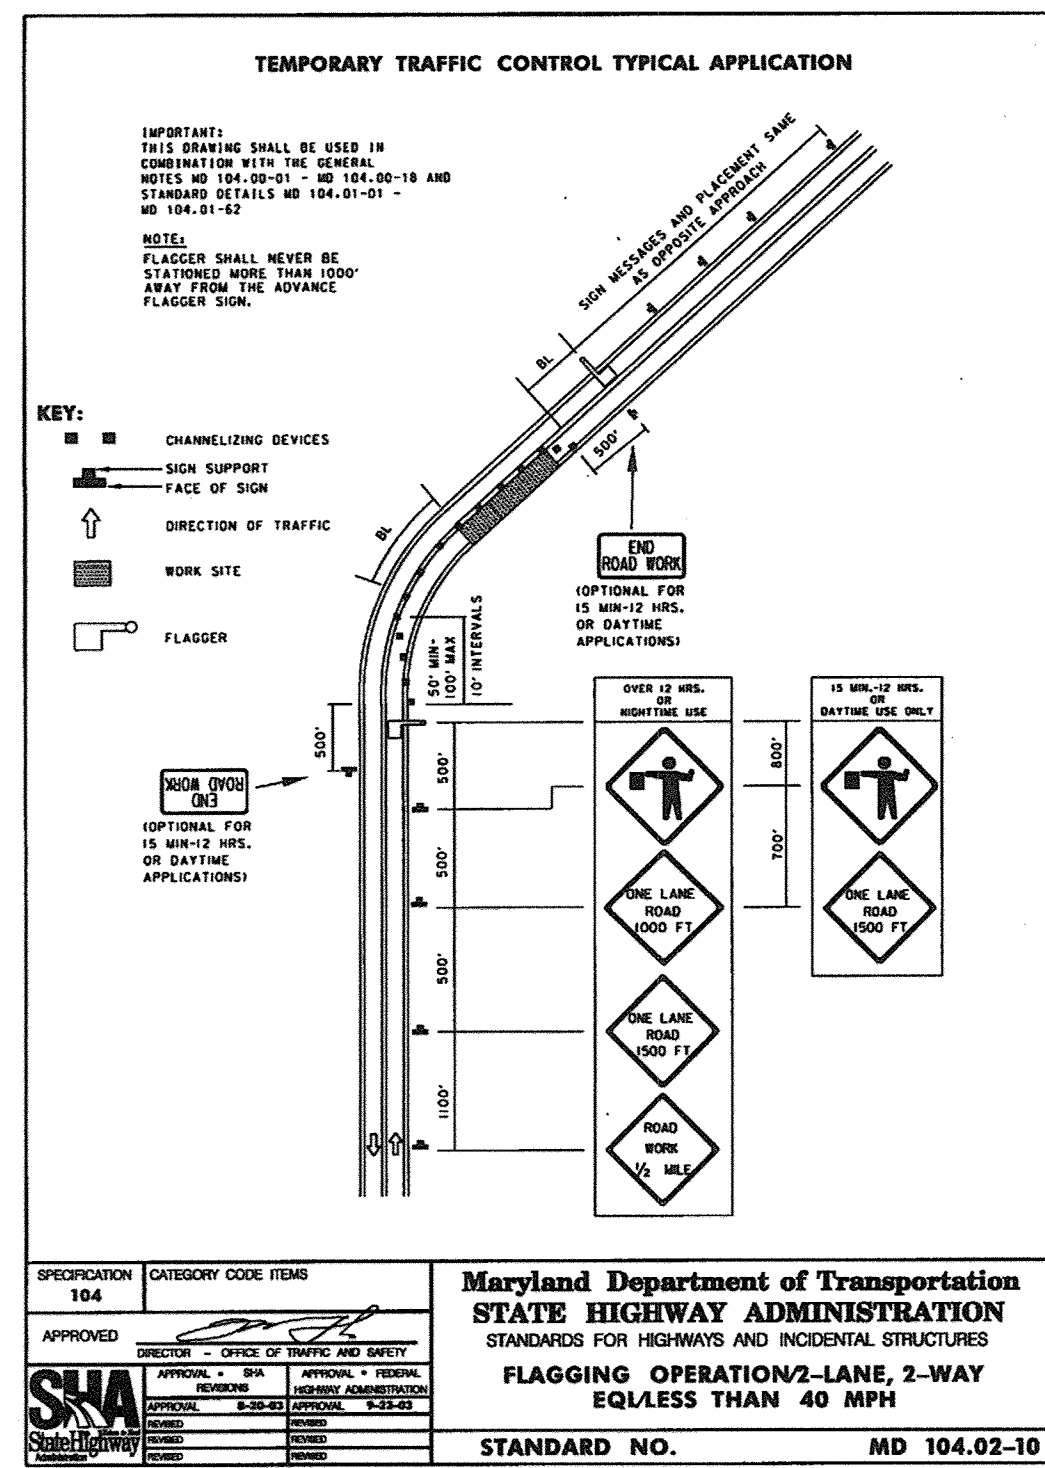 TEMPORARY TRAFFIC CONTROL TYPICAL APPLICATION
IMPORTANT:
THIS DRAWING SHALL BE USED IN
COMBINATION WITH THE GENERAL
NOTES MD 104.00-01 - MD 104.00-18 AND
STANDARD DETAILS MD 104.01-01 -
MD 104.01-62
NOTE:
FLAGGER SHALL NEVER BE
STATIONED MORE THAN 1000'
AWAY FROM THE ADVANCE
FLAGGER SIGN.
SIGN MESSAGES AND PLACEMENT SAME
AS OPPOSITE APPROACH
BL
500'
KEY:
CHANNELIZING DEVICES
SIGN SUPPORT
FACE OF SIGN
DIRECTION OF TRAFFIC
WORK SITE
FLAGGER
BL
END
ROAD WORK
(OPTIONAL FOR
15 MIN-12 HRS.
OR DAYTIME
APPLICATIONS)
50' MIN-
100' MAX
10' INTERVALS
500'
END
ROAD WORK
(OPTIONAL FOR
15 MIN-12 HRS.
OR DAYTIME
APPLICATIONS)
500'
500'
500'
1100'
OVER 12 HRS.
OR
NIGHTTIME USE
ONE LANE
ROAD
1000 FT
ONE LANE
ROAD
1500 FT
ROAD
WORK
1/2 MILE
800'
700'
15 MIN.-12 HRS.
OR
DAYTIME USE ONLY
ONE LANE
ROAD
1500 FT
SPECIFICATION
104
CATEGORY CODE ITEMS
APPROVED
DIRECTOR - OFFICE OF TRAFFIC AND SAFETY
SHA
State Highway
Administration
APPROVAL • SHA
REVISIONS
APPROVAL • FEDERAL
HIGHWAY ADMINISTRATION
APPROVAL 8-20-03
APPROVAL 9-23-03
REVISED
REVISED
REVISED
REVISED
REVISED
REVISED
Maryland Department of Transportation
STATE HIGHWAY ADMINISTRATION
STANDARDS FOR HIGHWAYS AND INCIDENTAL STRUCTURES
FLAGGING OPERATION/2-LANE, 2-WAY
EQL/LESS THAN 40 MPH
STANDARD NO. MD 104.02-10